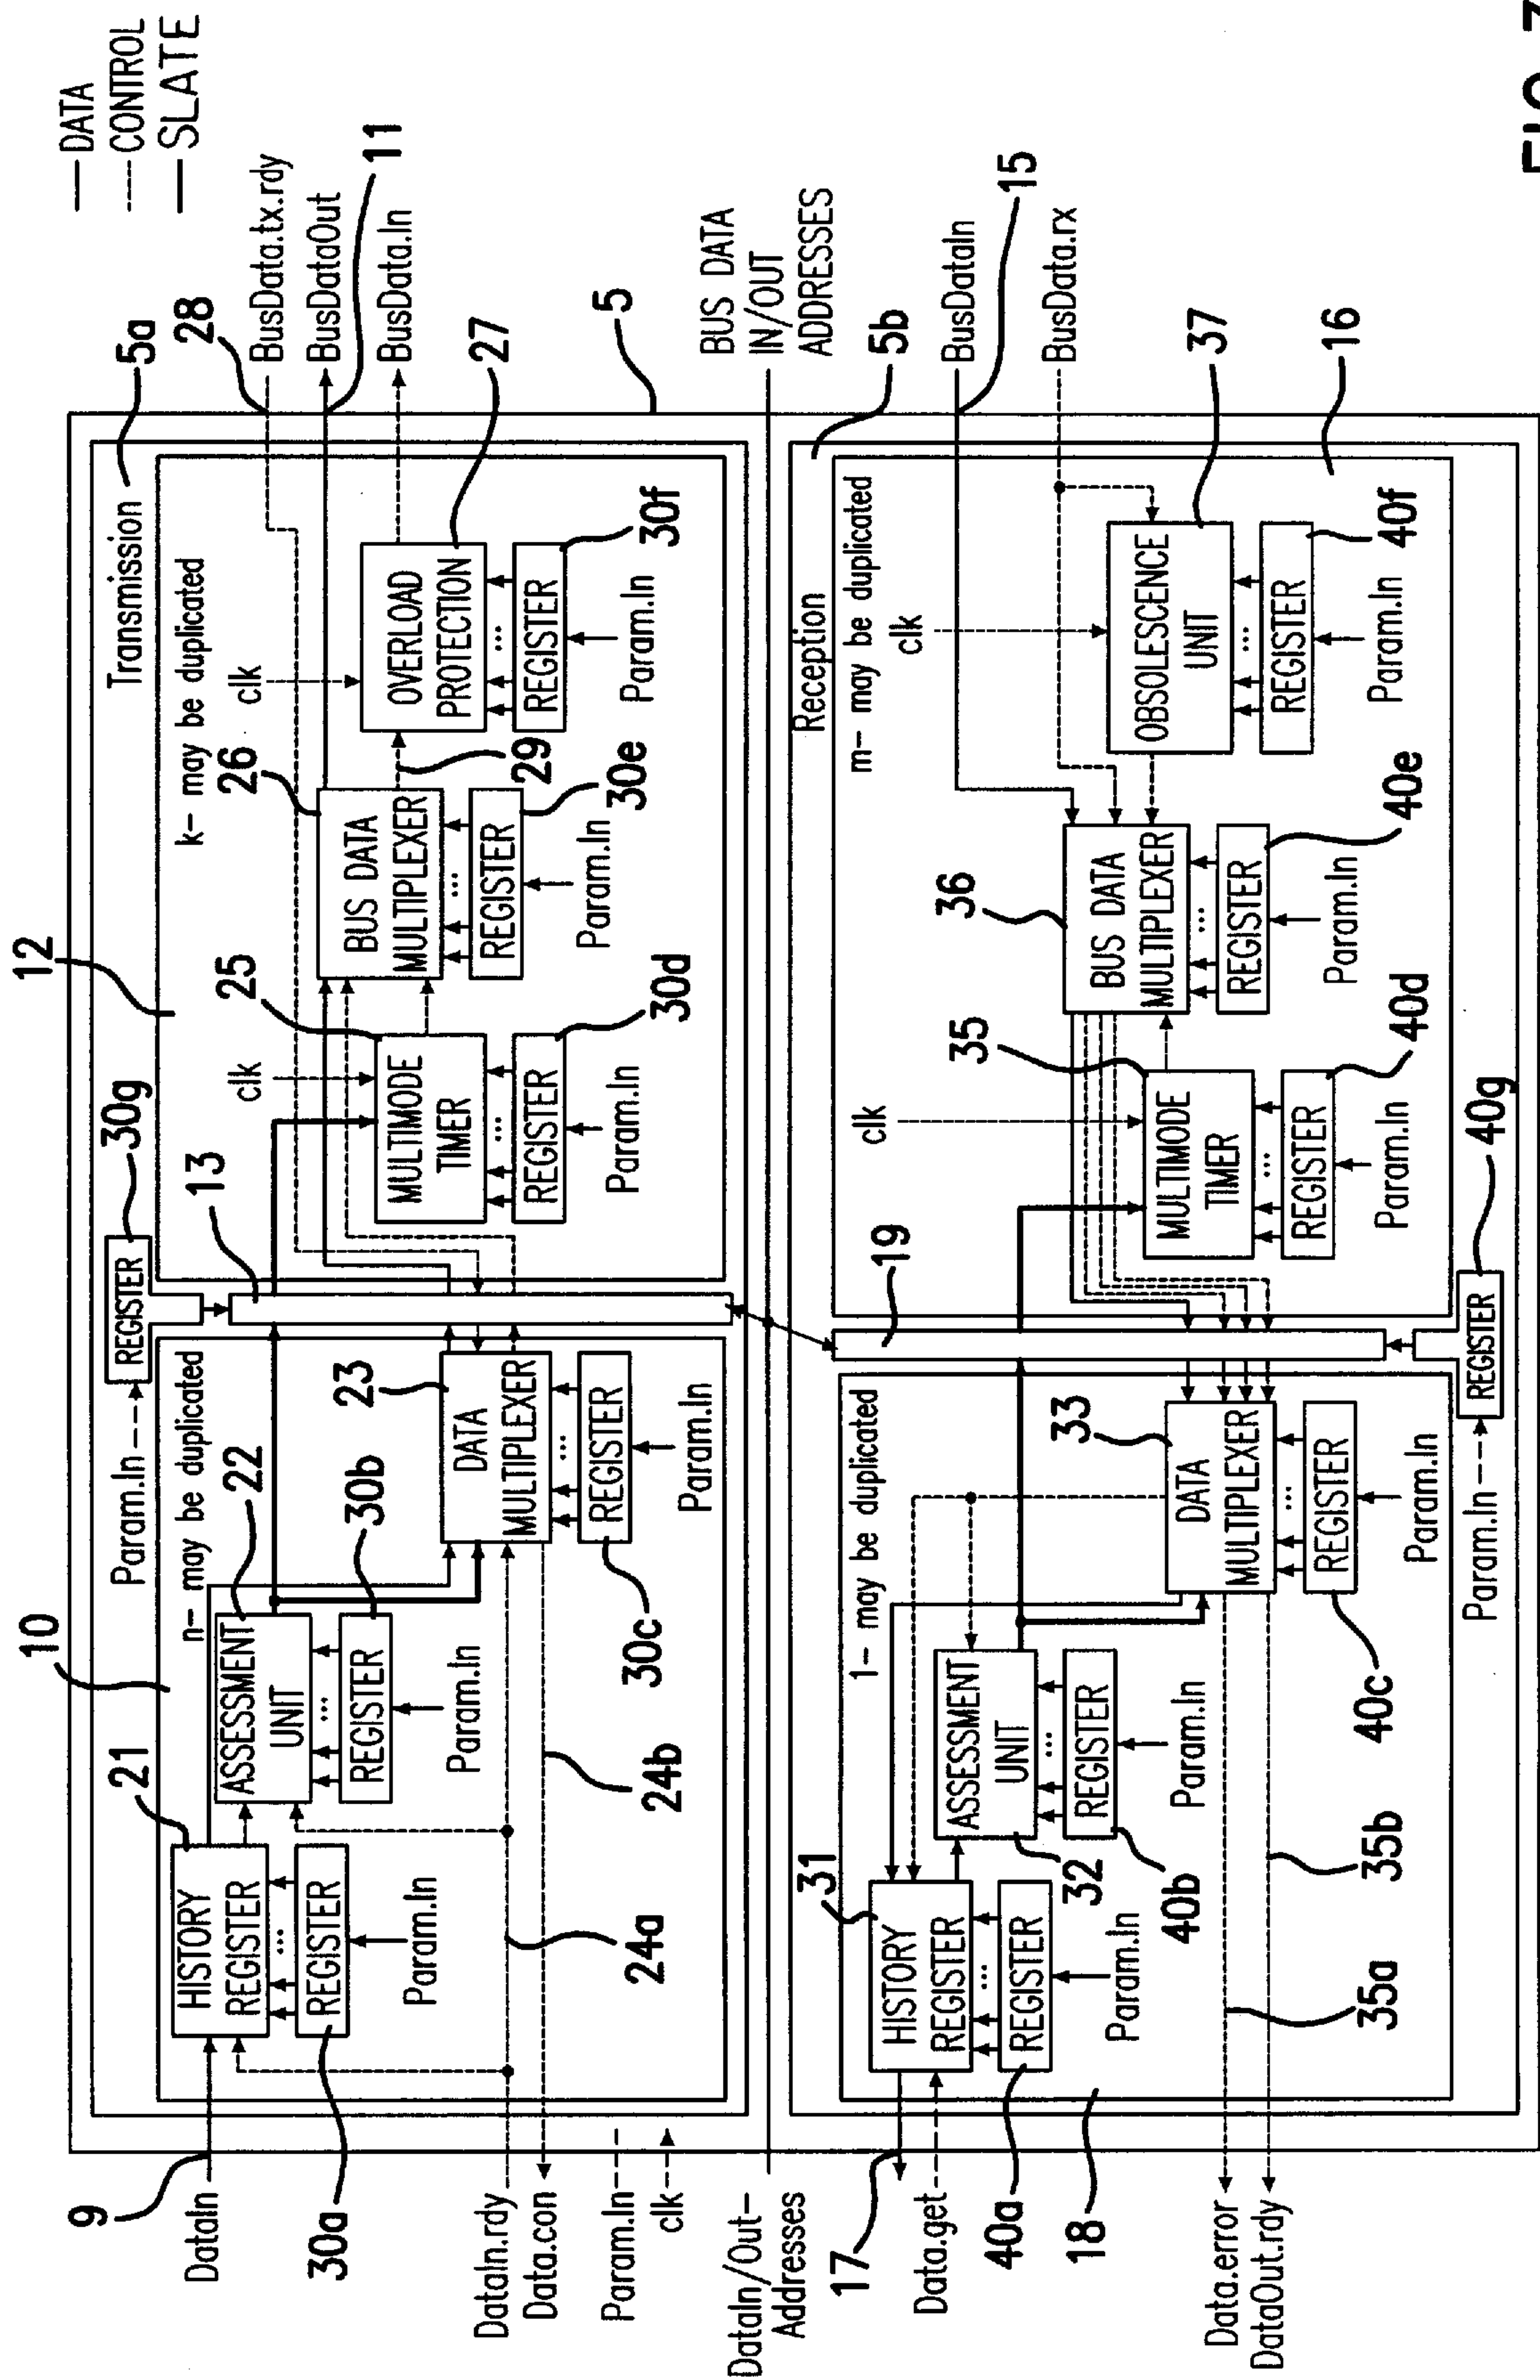 DATA
CONTROL
SLATE
12
Transmission
5a
28
BusData.tx.rdy
BusDataOut
11
BusData.In
k- may be duplicated
30g
REGISTER
Param.In
13
clk
25
MULTIMODE
TIMER
...
REGISTER
30d
Param.In
26
BUS DATA
MULTIPLEXER
...
REGISTER
30e
Param.In
29
clk
OVERLOAD
PROTECTION
27
...
REGISTER
30f
Param.In
5
10
n- may be duplicated
9
DataIn
21
HISTORY
REGISTER
...
REGISTER
30a
Param.In
22
ASSESSMENT
UNIT
...
REGISTER
30b
Param.In
23
DATA
MULTIPLEXER
...
REGISTER
30c
Param.In
24a
24b
DataIn.rdy
Data.con
Param.In
clk
DataIn/Out-
Addresses
BUS DATA
IN/OUT
ADDRESSES
Reception
5b
m- may be duplicated
BusDataIn
15
BusData.rx
19
clk
35
MULTIMODE
TIMER
...
REGISTER
40d
Param.In
36
BUS DATA
MULTIPLEXER
...
REGISTER
40e
Param.In
clk
OBSOLESCENCE
UNIT
37
...
REGISTER
40f
Param.In
16
l- may be duplicated
17
Data.get
31
HISTORY
REGISTER
...
REGISTER
40a
Param.In
ASSESSMENT
UNIT
32
...
REGISTER
40b
Param.In
33
DATA
MULTIPLEXER
...
REGISTER
40c
Param.In
18
35a
35b
Data.error
DataOut.rdy
Param.In
REGISTER
40g